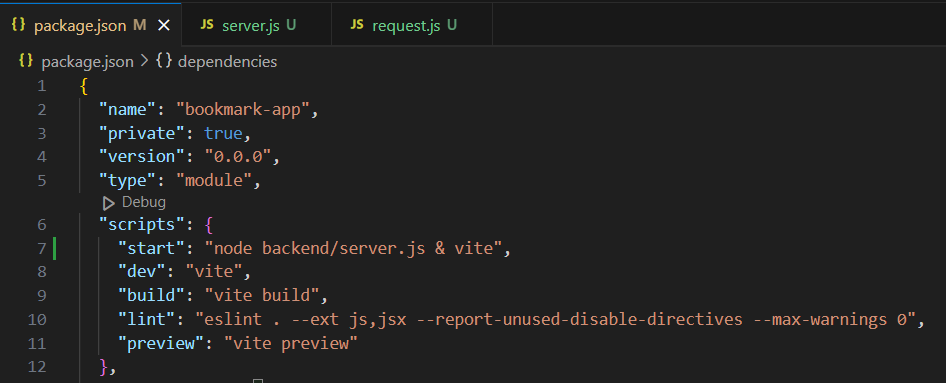 {} package.json M ×
JS server.js U
JS request.js U
{} package.json > {} dependencies
1 {
2 "name": "bookmark-app",
3 "private": true,
4 "version": "0.0.0",
5 "type": "module",
Debug
6 "scripts": {
7 "start": "node backend/server.js & vite",
8 "dev": "vite",
9 "build": "vite build",
10 "lint": "eslint . --ext js,jsx --report-unused-disable-directives --max-warnings 0",
11 "preview": "vite preview"
12 },